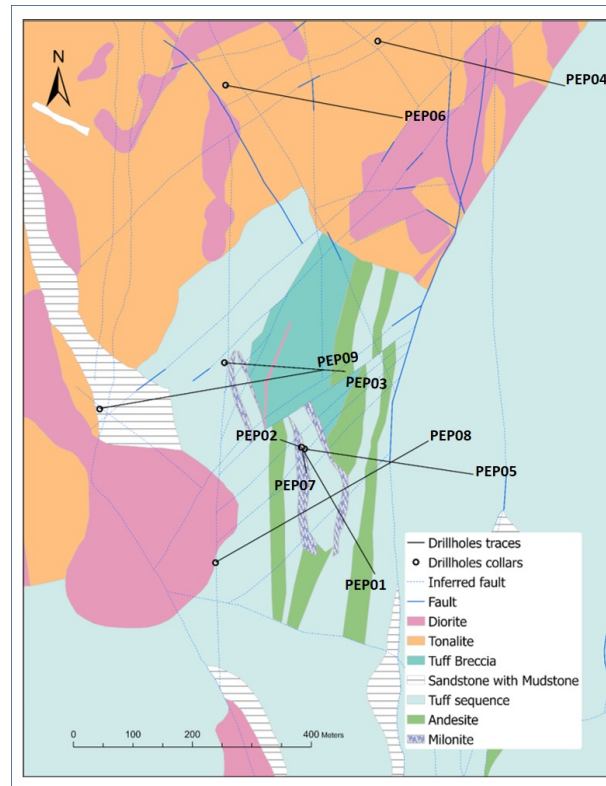 N
PEP04
PEP06
PEP09
PEP03
PEP02
PEP08
PEP05
PEP07
PEP01
Drillholes traces
Drillholes collars
Inferred fault
Fault
Diorite
Tonalite
Tuff Breccia
Sandstone with Mudstone
Tuff sequence
Andesite
Milonite
0 100 200 400 Meters